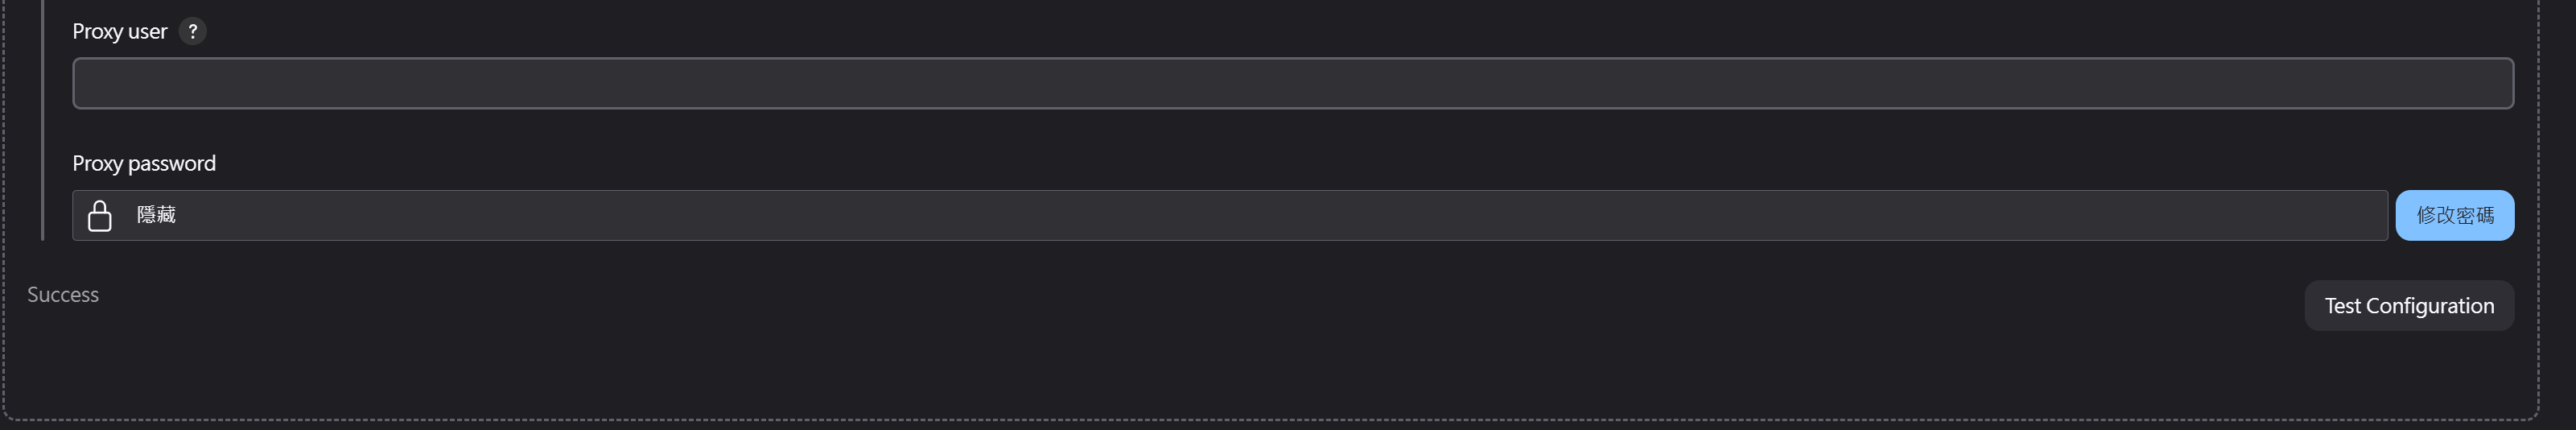 Proxy user ?
Proxy password
隱藏 修改密碼
Success
Test Configuration